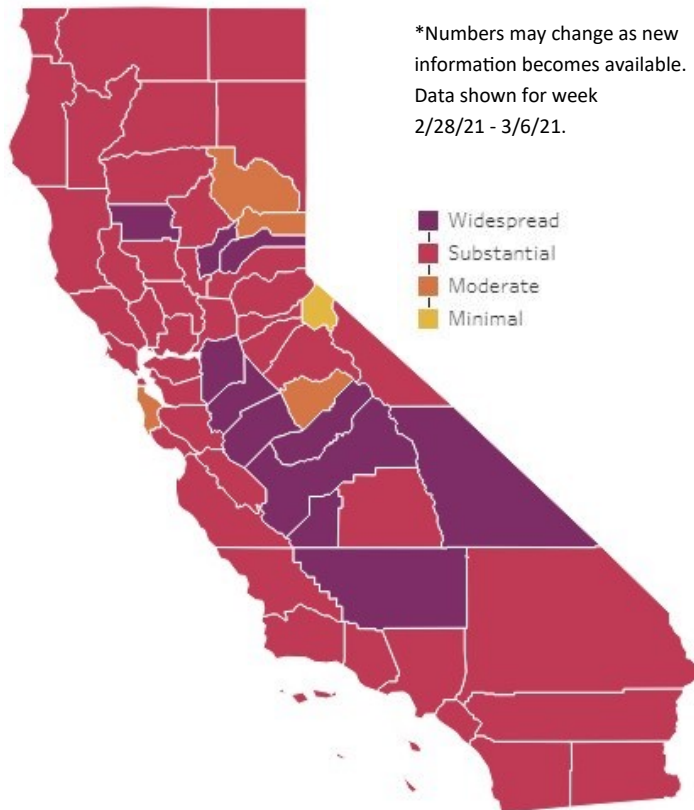 *Numbers may change as new
information becomes available.
Data shown for week
2/28/21 - 3/6/21.
Widespread
Substantial
Moderate
Minimal